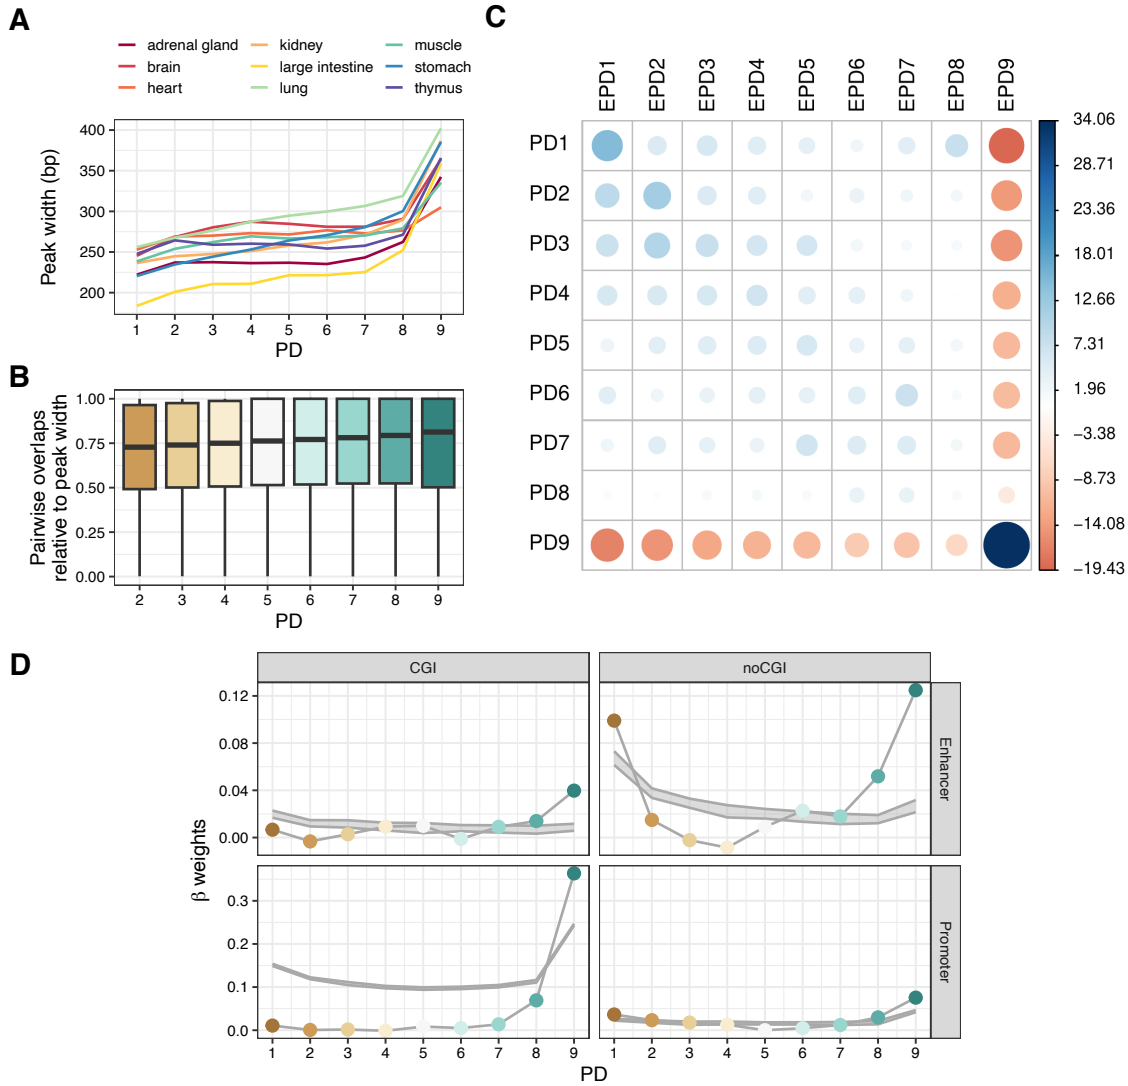 A
adrenal gland kidney muscle
brain large intestine stomach
heart lung thymus
Peak width (bp)
400
350
300
250
200
1 2 3 4 5 6 7 8 9
PD
B
Pairwise overlaps
relative to peak width
1.00
0.75
0.50
0.25
0.00
2 3 4 5 6 7 8 9
PD
C
EPD1 EPD2 EPD3 EPD4 EPD5 EPD6 EPD7 EPD8 EPD9
PD1
PD2
PD3
PD4
PD5
PD6
PD7
PD8
PD9
34.06
28.71
23.36
18.01
12.66
7.31
1.96
−3.38
−8.73
−14.08
−19.43
D
CGI noCGI
β weights
0.12
0.08
0.04
0.00
Enhancer
0.3
0.2
0.1
0.0
Promoter
1 2 3 4 5 6 7 8 9 1 2 3 4 5 6 7 8 9
PD